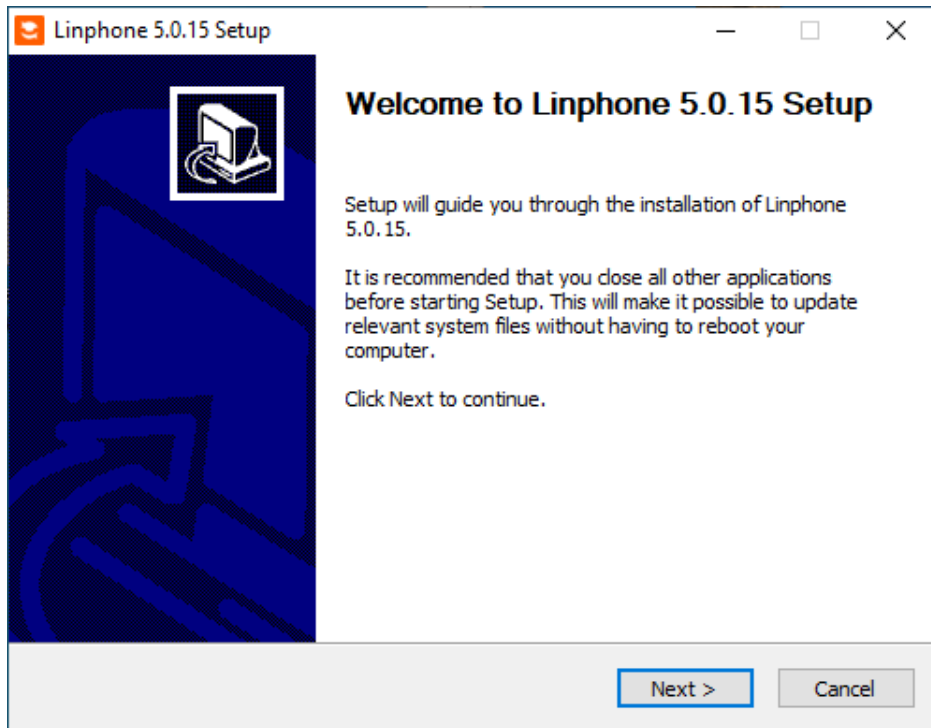 Linphone 5.0.15 Setup
Welcome to Linphone 5.0.15 Setup
Setup will guide you through the installation of Linphone
5.0.15.
It is recommended that you close all other applications
before starting Setup. This will make it possible to update
relevant system files without having to reboot your
computer.
Click Next to continue.
Next >
Cancel